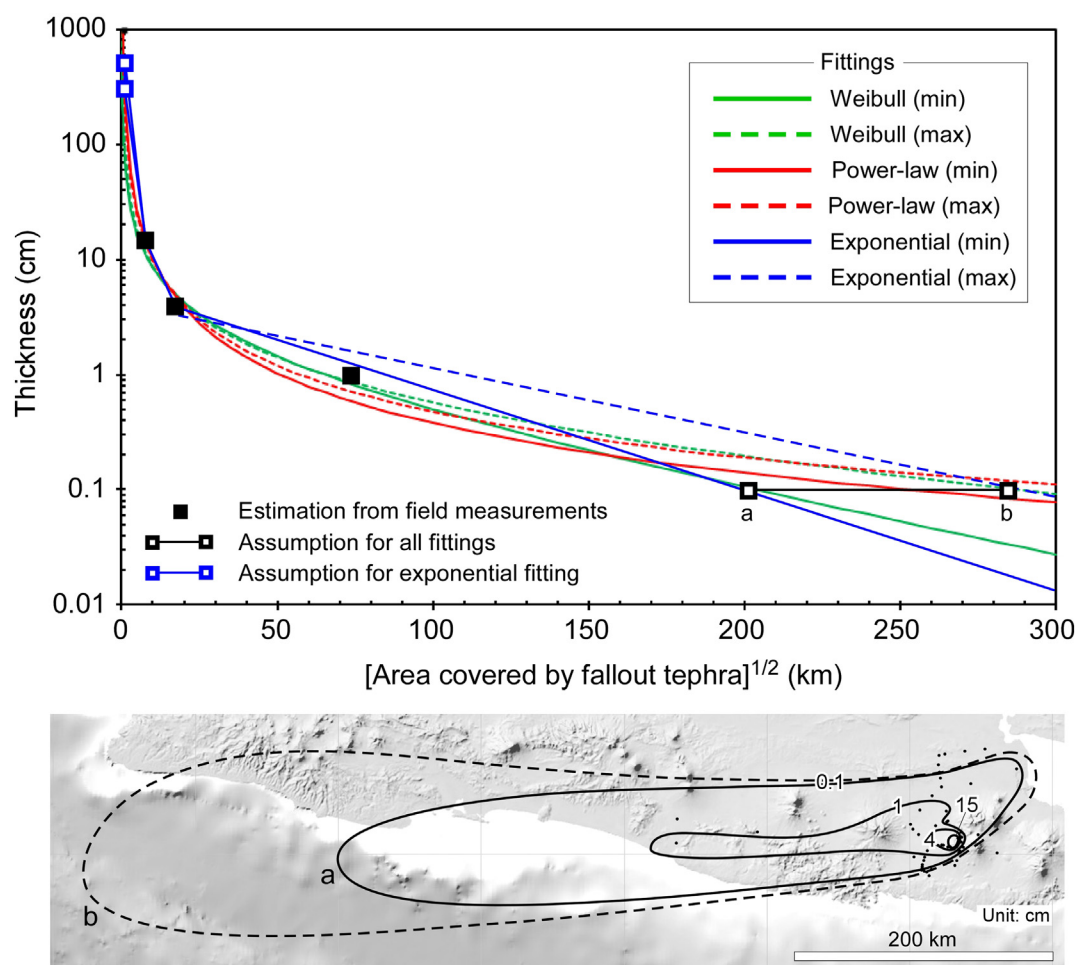 1000
100
10
1
0.1
0.01
Thickness (cm)
0
50
100
150
200
250
300
[Area covered by fallout tephra]1/2 (km)
Fittings
Weibull (min)
Weibull (max)
Power-law (min)
Power-law (max)
Exponential (min)
Exponential (max)
Estimation from field measurements
Assumption for all fittings
Assumption for exponential fitting
a
b
0.1
1
15
4
a
b
Unit: cm
200 km